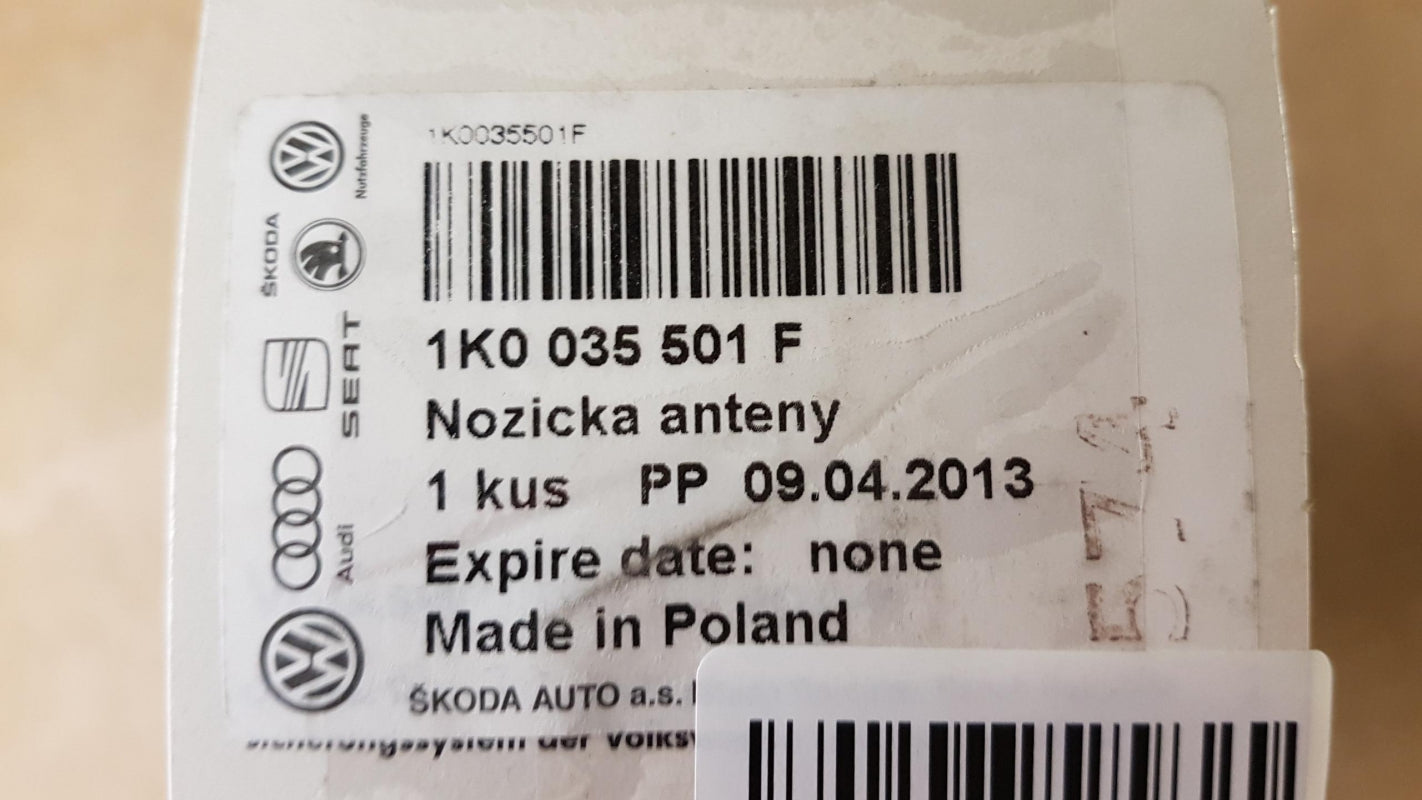 1K0035501F
1K0 035 501 F
Nozicka anteny
1 kus PP 09.04.2013
Expire date: none
Made in Poland
ŠKODA AUTO a.s.
der
Nutzfahrzeuge
ŠKODA
SEAT
Audi